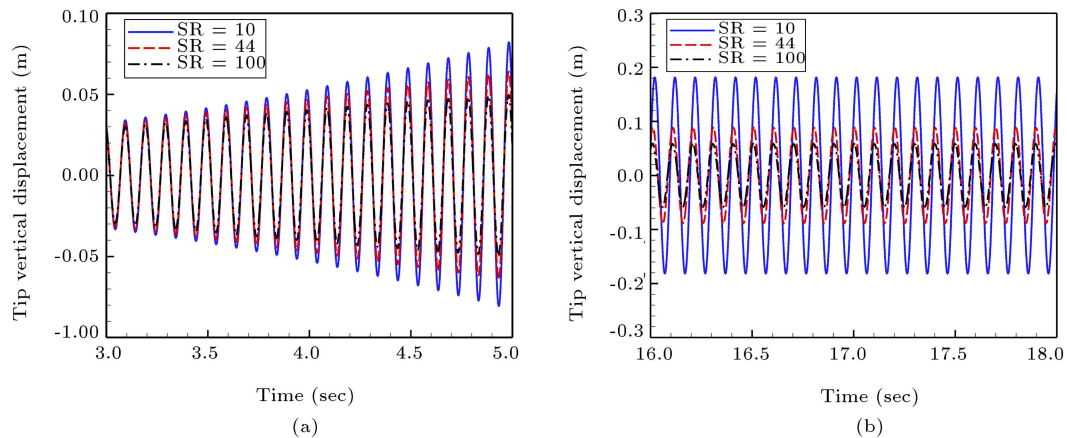 0.10
SR = 10
SR = 44
SR = 100
0.05
0.00
-0.05
-1.00
3.0 3.5 4.0 4.5 5.0
Tip vertical displacement (m)
Time (sec)
(a)
0.3
SR = 10
SR = 44
SR = 100
0.2
0.1
0.0
-0.1
-0.2
-0.3
16.0 16.5 17.0 17.5 18.0
Tip vertical displacement (m)
Time (sec)
(b)